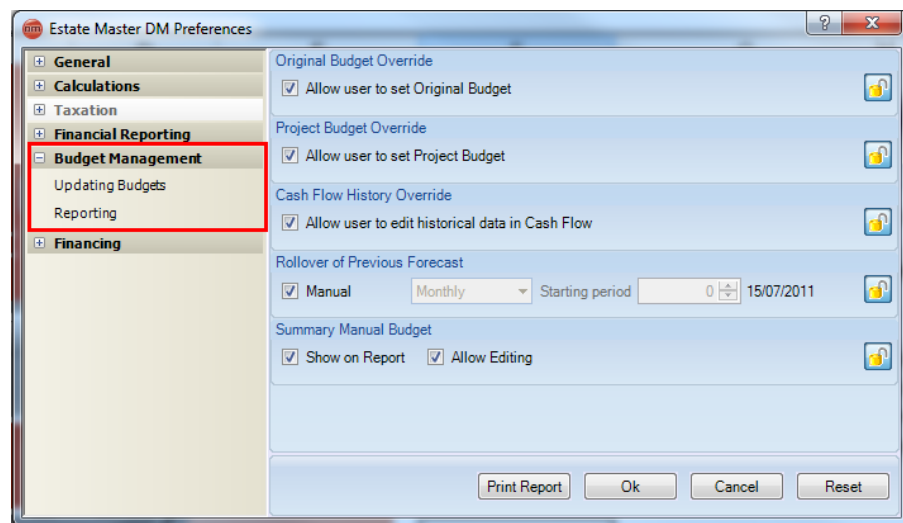 dm Estate Master DM Preferences
General
Calculations
Taxation
Financial Reporting
Budget Management
Updating Budgets
Reporting
Financing
Original Budget Override
Allow user to set Original Budget
Project Budget Override
Allow user to set Project Budget
Cash Flow History Override
Allow user to edit historical data in Cash Flow
Rollover of Previous Forecast
Manual Monthly Starting period 0 15/07/2011
Summary Manual Budget
Show on Report Allow Editing
Print Report Ok Cancel Reset